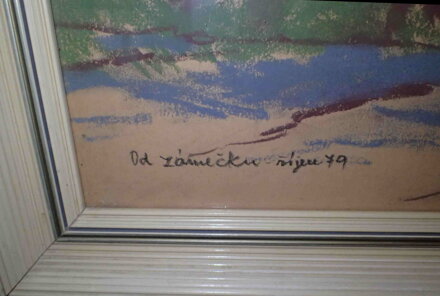 Od zámečku říjen 79